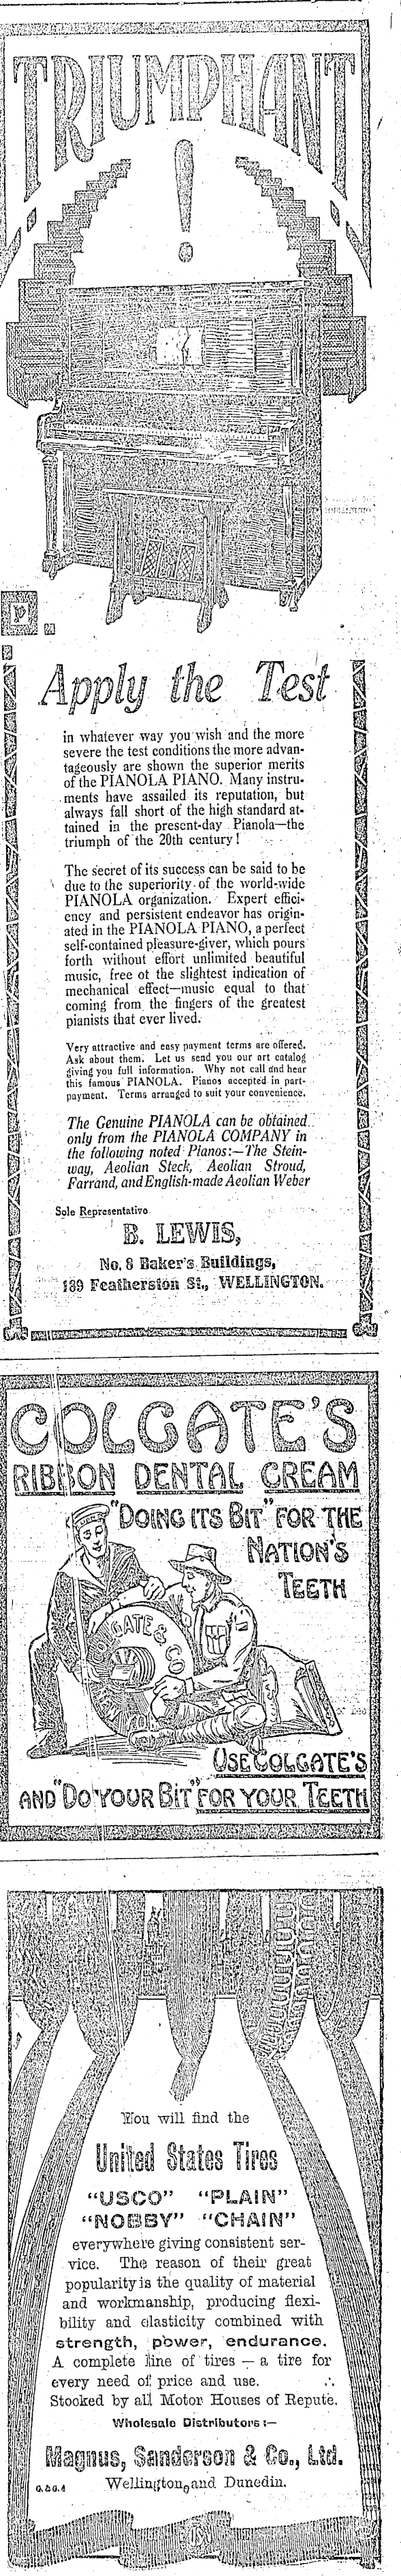 TRIUMPHANT
!
P
Apply the Test
in whatever way you wish and the more
severe the test conditions the more advan-
tageously are shown the superior merits
of the PIANOLA PIANO. Many instru-
ments have assailed its reputation, but
always fall short of the high standard at-
tained in the present-day Pianola—the
triumph of the 20th century!
The secret of its success can be said to be
due to the superiority of the world-wide
PIANOLA organization. Expert effici-
ency and persistent endeavor has origin-
ated in the PIANOLA PIANO, a perfect
self-contained pleasure-giver, which pours
forth without effort unlimited beautiful
music, free ot the slightest indication of
mechanical effect—music equal to that
coming from the fingers of the greatest
pianists that ever lived.
Very attractive and easy payment terms are offered.
Ask about them. Let us send you our art catalog
giving you full information. Why not call and hear
this famous PIANOLA. Pianos accepted in part-
payment. Terms arranged to suit your convenience.
The Genuine PIANOLA can be obtained
only from the PIANOLA COMPANY in
the following noted Pianos:—The Stein-
way, Aeolian Steck, Aeolian Stroud,
Farrand, and English-made Aeolian Weber
Sole Representative
B. LEWIS,
No. 8 Baker's Buildings,
189 Featherston St., WELLINGTON.
COLGATE'S
RIBBON DENTAL CREAM
"DOING ITS BIT" FOR THE
NATION'S
TEETH
COLGATE & CO
USE COLGATE'S
AND "DO YOUR BIT" FOR YOUR TEETH
You will find the
United States Tires
"USCO" "PLAIN"
"NOBBY" "CHAIN"
everywhere giving consistent ser-
vice. The reason of their great
popularity is the quality of material
and workmanship, producing flexi-
bility and elasticity combined with
strength, power, endurance.
A complete line of tires — a tire for
every need of price and use. ∴
Stocked by all Motor Houses of Repute.
Wholesale Distributors:—
Magnus, Sanderson & Co., Ltd.
G.&G.4 Wellington and Dunedin.